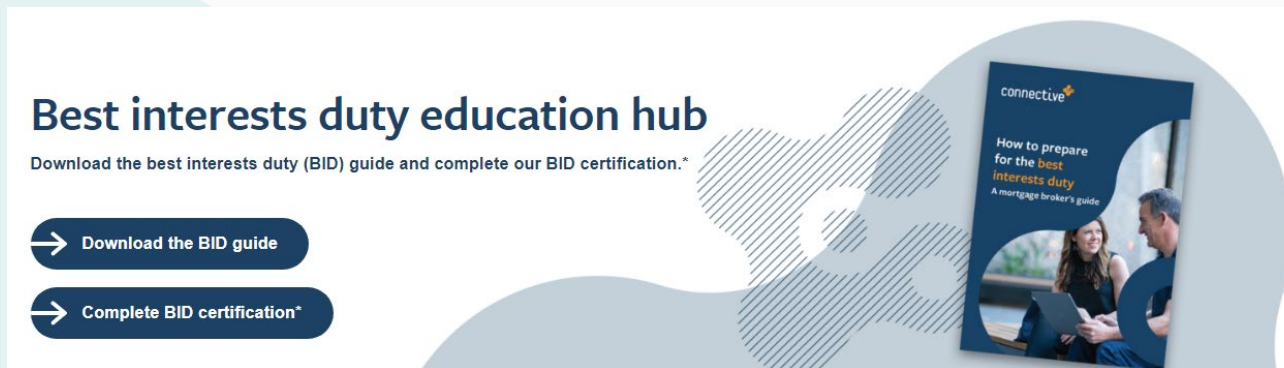 Best interests duty education hub
Download the best interests duty (BID) guide and complete our BID certification.*
Download the BID guide
Complete BID certification*
connective
How to prepare
for the best
interests duty
A mortgage broker's guide